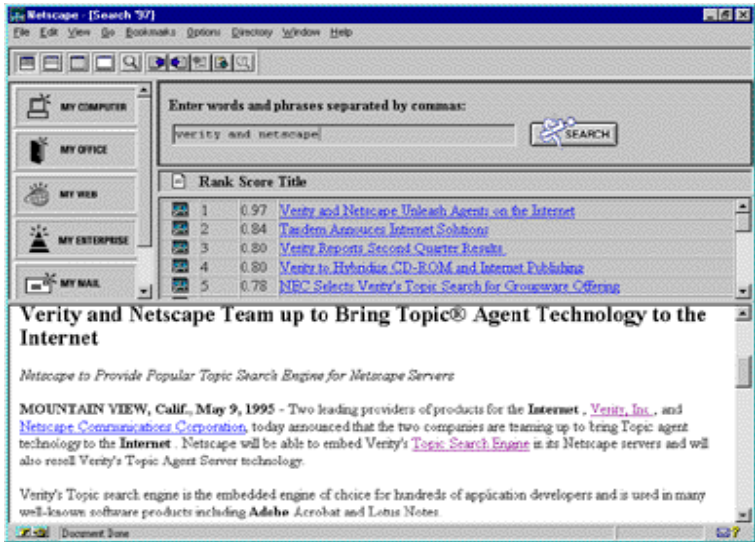 Netscape - [Search '97]
File Edit View Go Bookmarks Options Directory Window Help
MY COMPUTER
MY OFFICE
MY WEB
MY ENTERPRISE
MY MAIL
Enter words and phrases separated by commas:
verity and netscape
SEARCH
Rank Score Title
1 0.97 Verity and Netscape Unleash Agents on the Internet
2 0.84 Tandem Annouces Internet Solutions
3 0.80 Verity Reports Second Quarter Results
4 0.80 Verity to Hybridize CD-ROM and Internet Publishing
5 0.78 NEC Selects Verity's Topic Search for Groupware Offering
Verity and Netscape Team up to Bring Topic® Agent Technology to the
Internet
Netscape to Provide Popular Topic Search Engine for Netscape Servers
MOUNTAIN VIEW, Calif., May 9, 1995 - Two leading providers of products for the Internet , Verity, Inc., and
Netscape Communications Corporation, today announced that the two companies are teaming up to bring Topic agent
technology to the Internet . Netscape will be able to embed Verity's Topic Search Engine in its Netscape servers and will
also resell Verity's Topic Agent Server technology.
Verity's Topic search engine is the embedded engine of choice for hundreds of application developers and is used in many
well-known software products including Adobe Acrobat and Lotus Notes.
Document Done